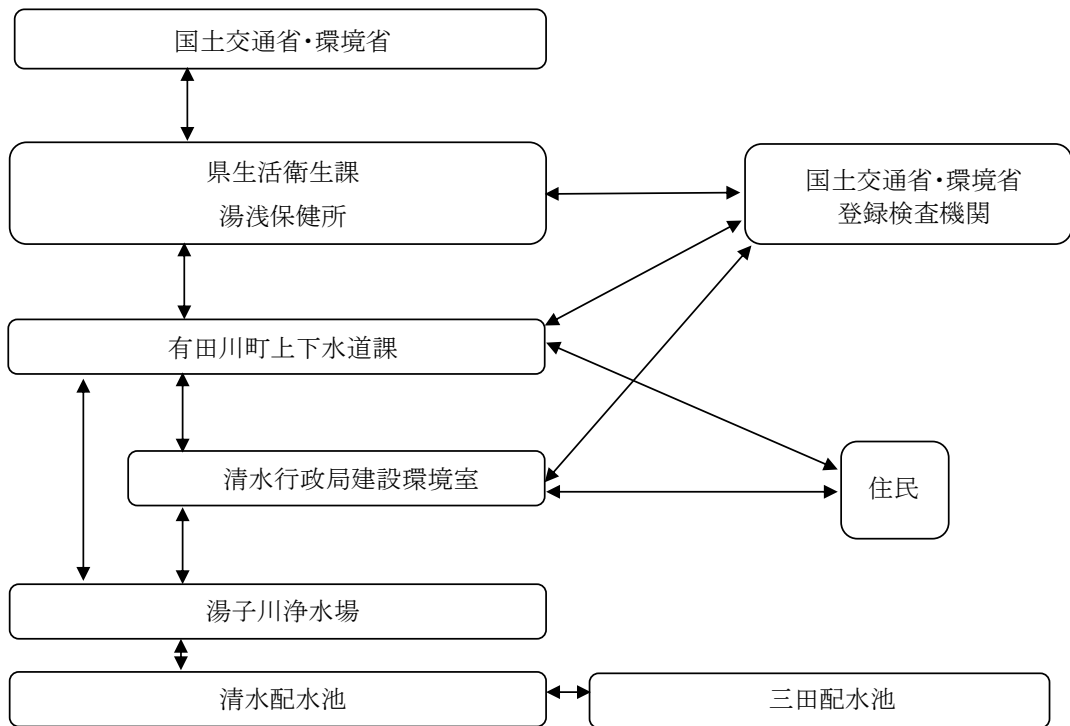 国土交通省・環境省
県生活衛生課
湯浅保健所
国土交通省・環境省
登録検査機関
有田川町上下水道課
清水行政局建設環境室
住民
湯子川浄水場
清水配水池
三田配水池